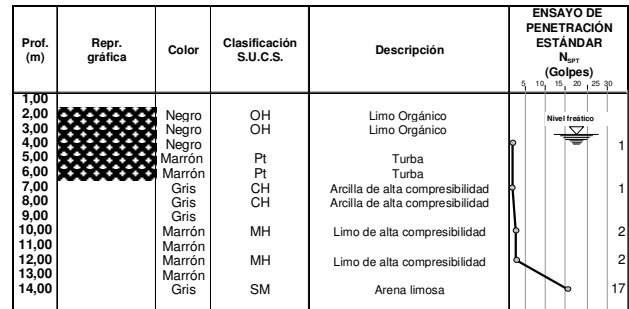 Prof. (m) Repr. gráfica Color Clasificación S.U.C.S. Descripción ENSAYO DE PENETRACIÓN ESTÁNDAR N_SPT (Golpes)
5 10 15 20 25 30
1,00
2,00 Negro OH Limo Orgánico Nivel freático
3,00 Negro OH Limo Orgánico
4,00 Negro 1
5,00 Marrón Pt Turba
6,00 Marrón Pt Turba
7,00 Gris CH Arcilla de alta compresibilidad 1
8,00 Gris CH Arcilla de alta compresibilidad
9,00 Gris
10,00 Marrón MH Limo de alta compresibilidad 2
11,00 Marrón
12,00 Marrón MH Limo de alta compresibilidad 2
13,00 Marrón
14,00 Gris SM Arena limosa 17